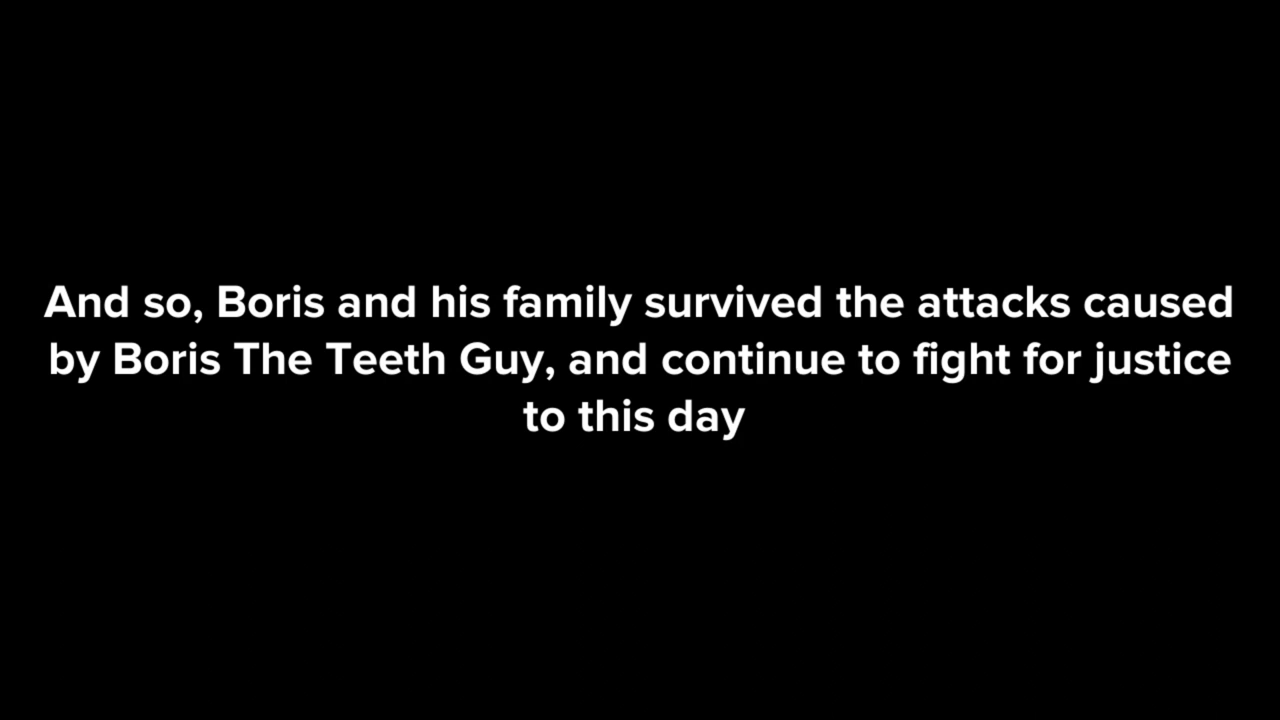 And so, Boris and his family survived the attacks caused
by Boris The Teeth Guy, and continue to fight for justice
to this day